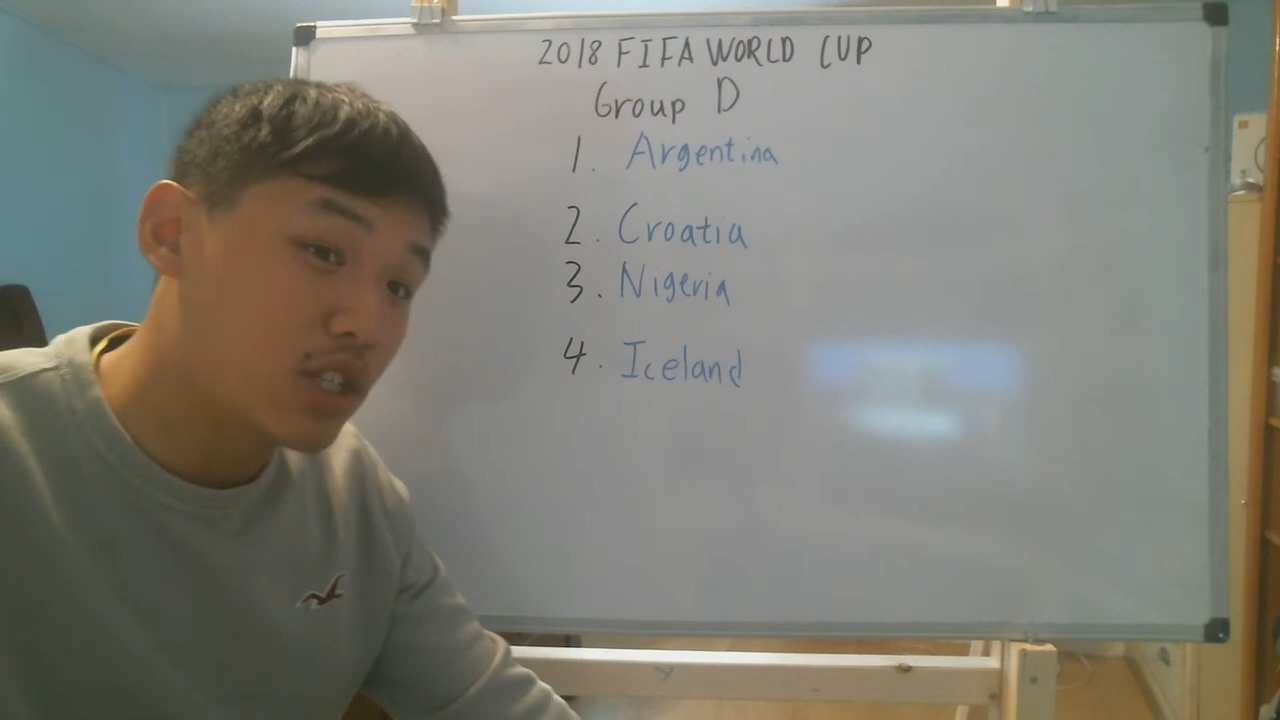 2018 FIFA WORLD CUP
Group D
1. Argentina
2. Croatia
3. Nigeria
4. Iceland